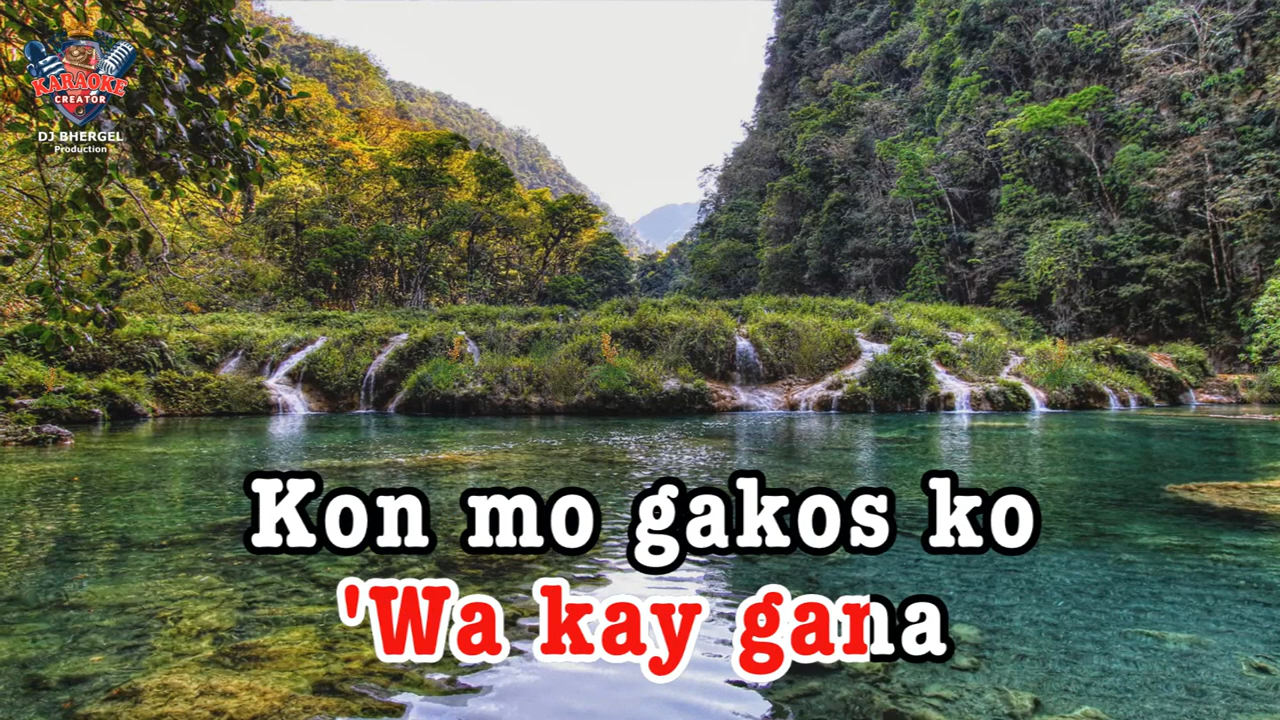 KARAOKE
CREATOR
DJ BHERGEL
Production
Kon mo gakos ko
'Wa kay gana